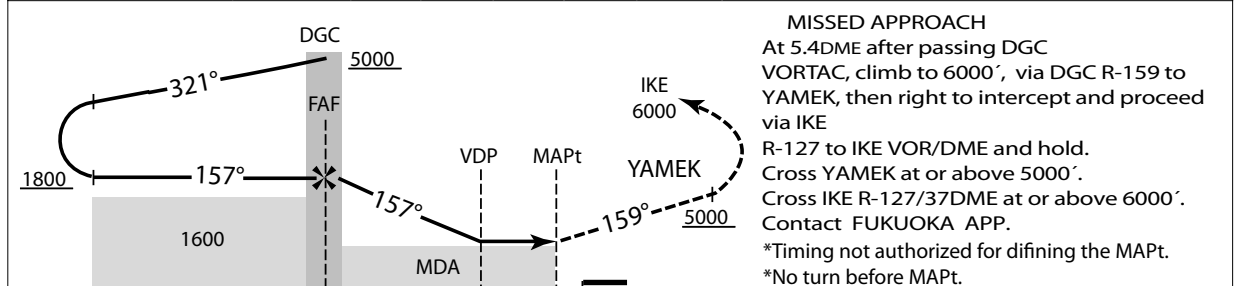 DGC
5000
321°
FAF
IKE
6000
VDP
MAPt
YAMEK
1800
157°
157°
159°
5000
1600
MDA
MISSED APPROACH
At 5.4DME after passing DGC
VORTAC, climb to 6000´, via DGC R-159 to
YAMEK, then right to intercept and proceed
via IKE
R-127 to IKE VOR/DME and hold.
Cross YAMEK at or above 5000´.
Cross IKE R-127/37DME at or above 6000´.
Contact FUKUOKA APP.
*Timing not authorized for difining the MAPt.
*No turn before MAPt.